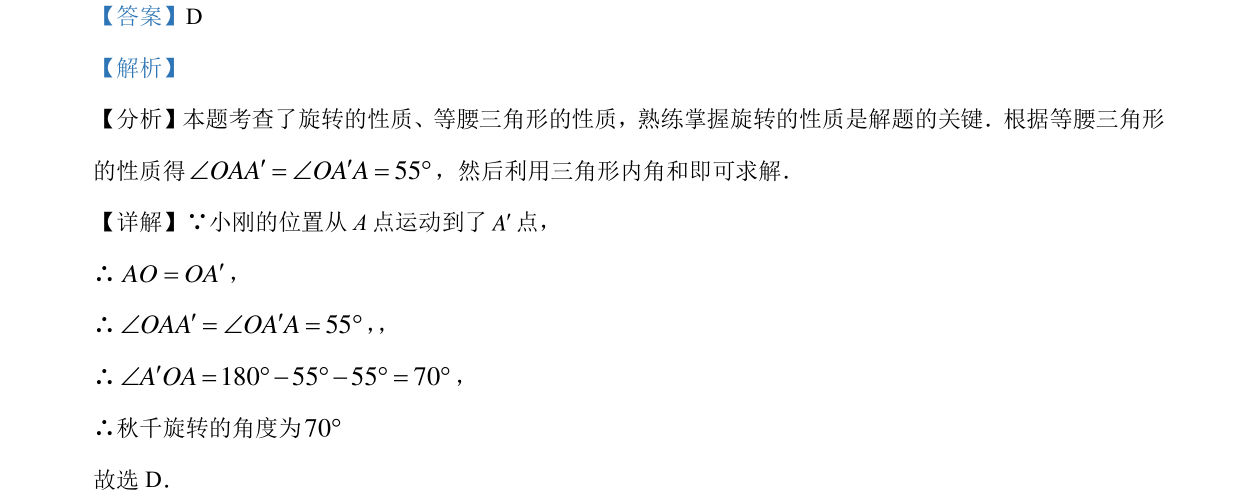 【答案】D
【解析】
【分析】本题考查了旋转的性质、等腰三角形的性质，熟练掌握旋转的性质是解题的关键．根据等腰三角形
的性质得∠OAA′=∠OA′A=55°，然后利用三角形内角和即可求解．
【详解】∵小刚的位置从 A 点运动到了 A′ 点，
∴ AO=OA′，
∴ ∠OAA′=∠OA′A=55°，，
∴ ∠A′OA=180°−55°−55°=70°，
∴秋千旋转的角度为70°
故选 D．